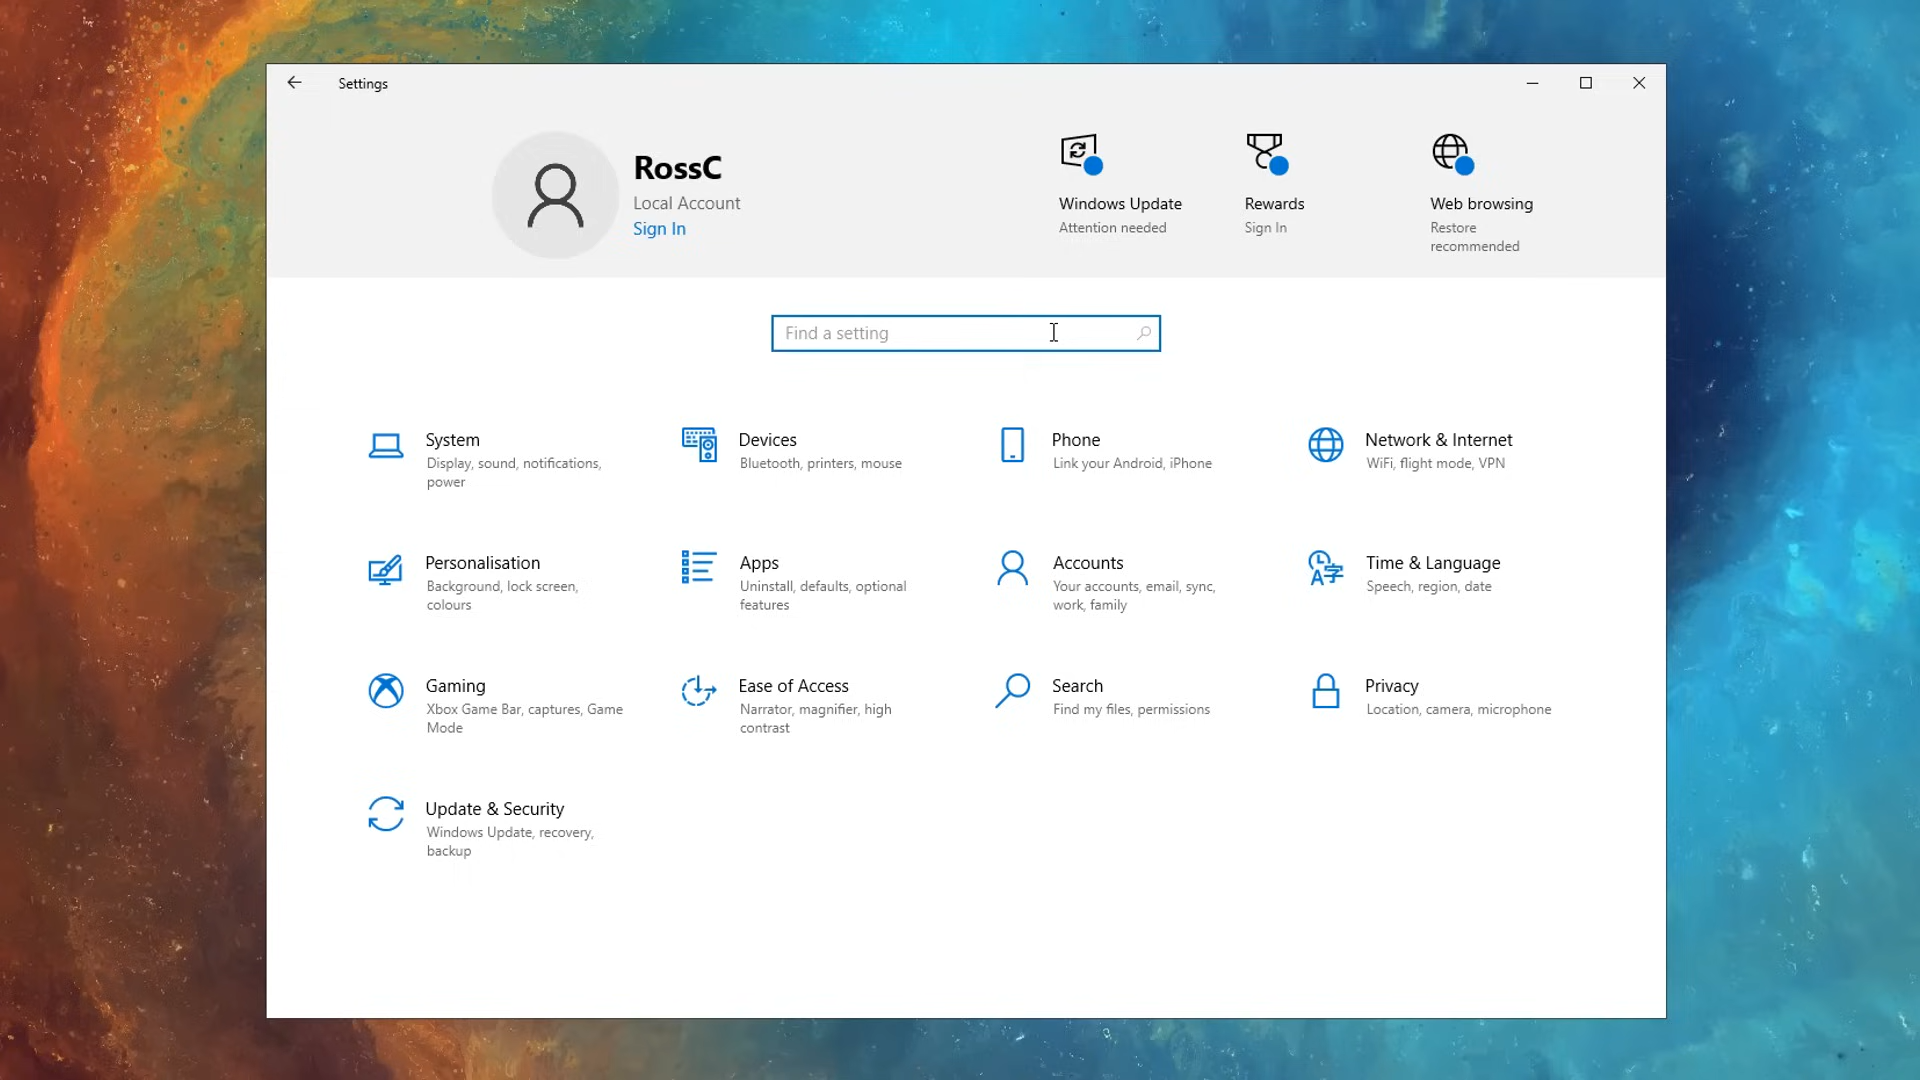 Settings
RossC
Local Account
Sign In
Windows Update
Attention needed
Rewards
Sign In
Web browsing
Restore
recommended
Find a setting
System
Display, sound, notifications,
power
Devices
Bluetooth, printers, mouse
Phone
Link your Android, iPhone
Network & Internet
WiFi, flight mode, VPN
Personalisation
Background, lock screen,
colours
Apps
Uninstall, defaults, optional
features
Accounts
Your accounts, email, sync,
work, family
Time & Language
Speech, region, date
Gaming
Xbox Game Bar, captures, Game
Mode
Ease of Access
Narrator, magnifier, high
contrast
Search
Find my files, permissions
Privacy
Location, camera, microphone
Update & Security
Windows Update, recovery,
backup